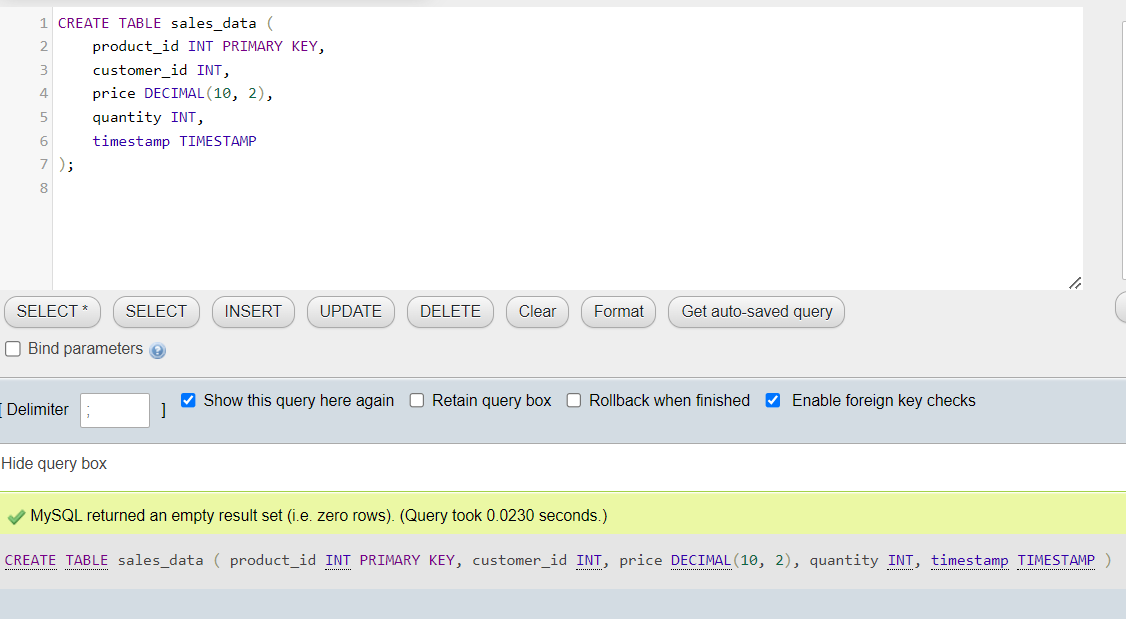 1 CREATE TABLE sales_data (
2 product_id INT PRIMARY KEY,
3 customer_id INT,
4 price DECIMAL(10, 2),
5 quantity INT,
6 timestamp TIMESTAMP
7 );
8
SELECT * SELECT INSERT UPDATE DELETE Clear Format Get auto-saved query
Bind parameters ?
[ Delimiter ; ] Show this query here again Retain query box Rollback when finished Enable foreign key checks
Hide query box
MySQL returned an empty result set (i.e. zero rows). (Query took 0.0230 seconds.)
CREATE TABLE sales_data ( product_id INT PRIMARY KEY, customer_id INT, price DECIMAL(10, 2), quantity INT, timestamp TIMESTAMP )